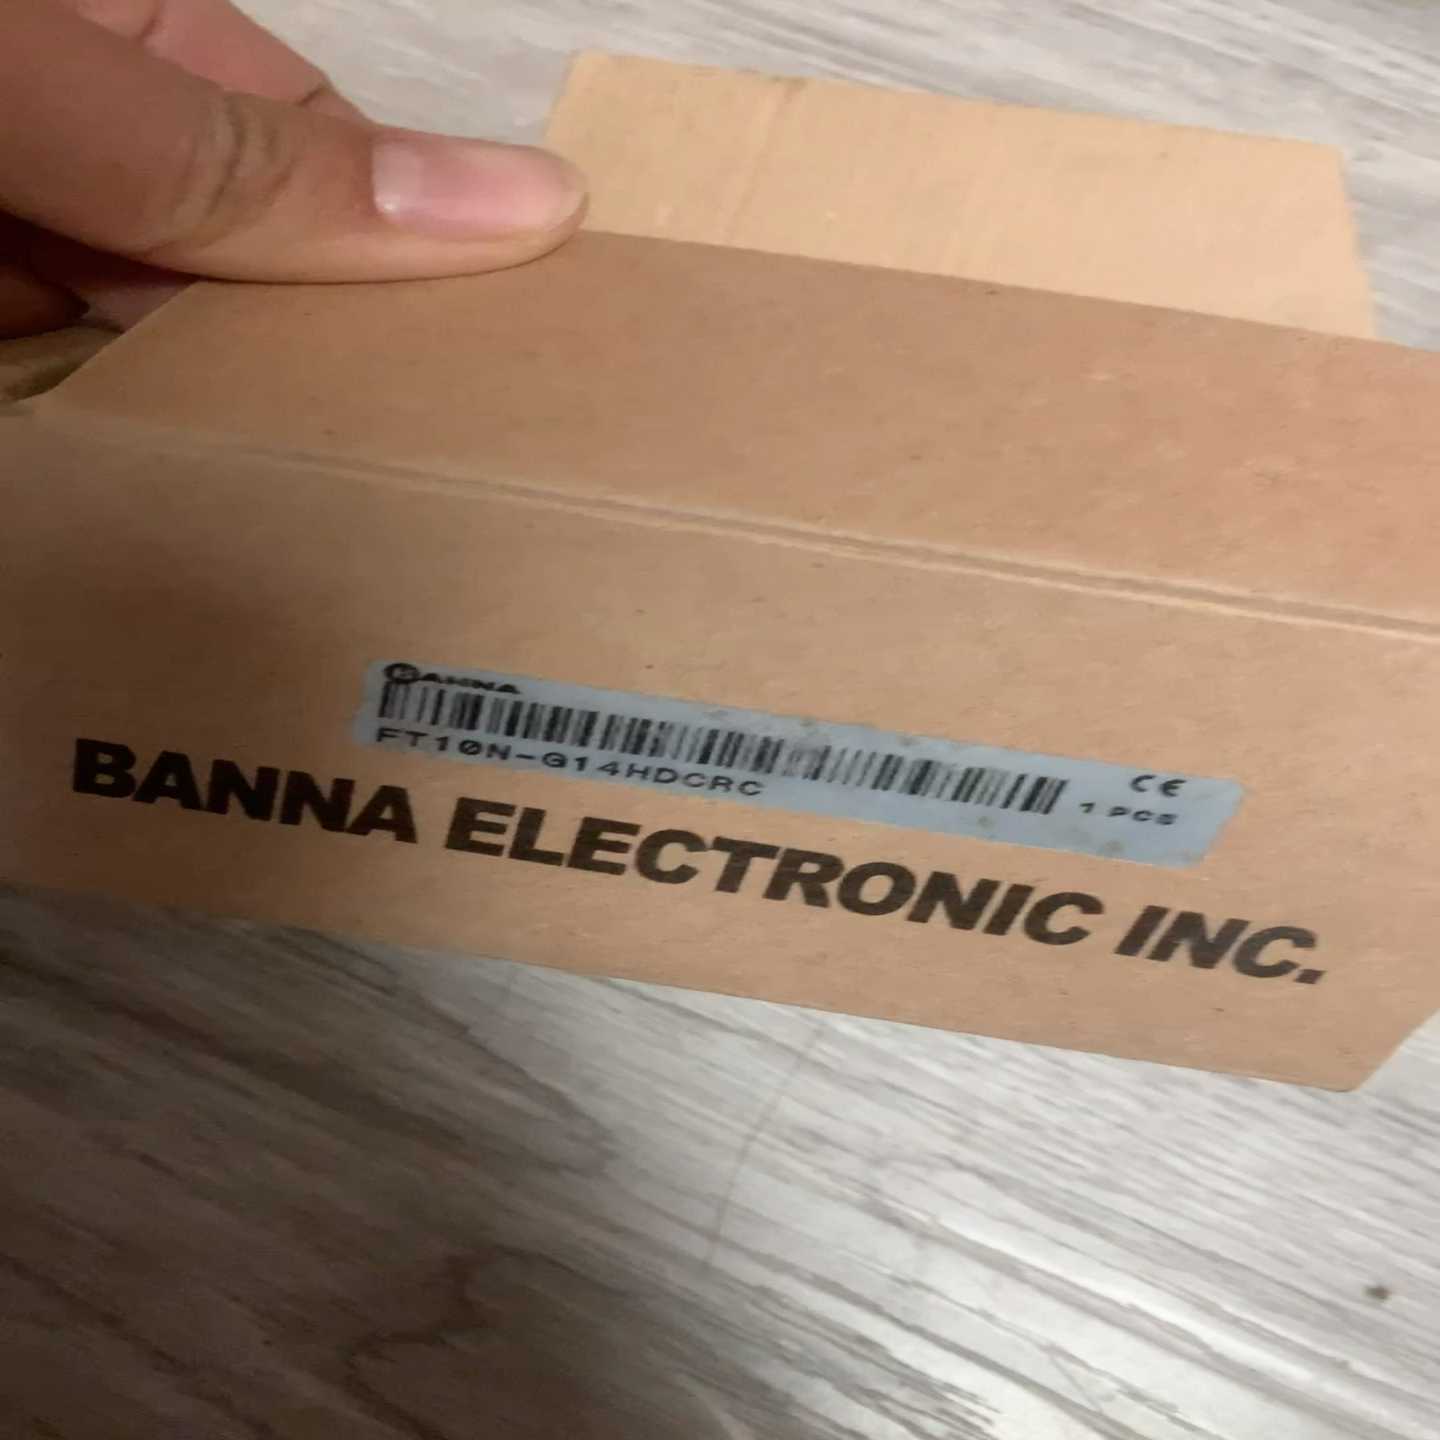 BANNA
FT10N-G14HDCRC
CE
1 PCS
BANNA ELECTRONIC INC.